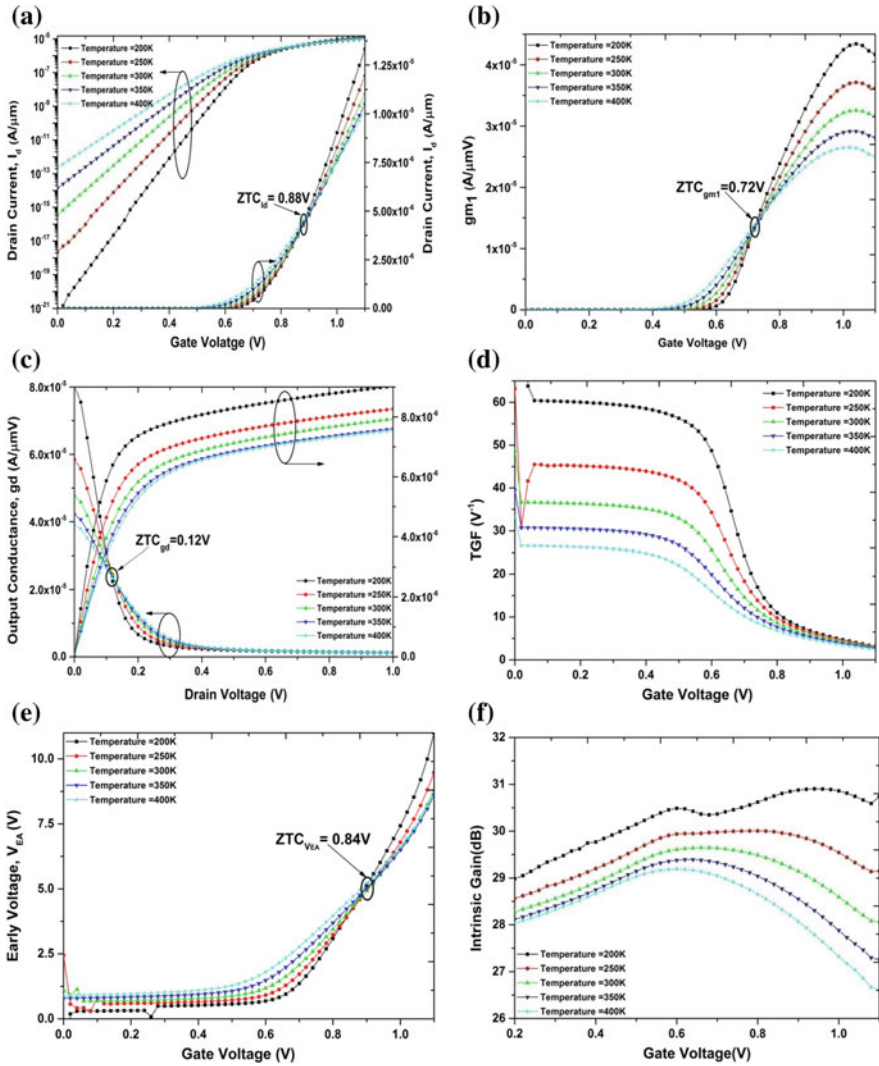 (a)
Temperature =200K
Temperature =250K
Temperature =300K
Temperature =350K
Temperature =400K
ZTC_Id = 0.88V
Drain Current, I_d (A/μm)
10^-5
10^-7
10^-9
10^-11
10^-13
10^-15
10^-17
10^-19
10^-21
0.0 0.2 0.4 0.6 0.8 1.0
Gate Volatge (V)
1.25x10^-5
1.00x10^-5
7.50x10^-6
5.00x10^-6
2.50x10^-6
0.00
Drain Current, I_d (A/μm)
(b)
Temperature =200K
Temperature =250K
Temperature =300K
Temperature =350K
Temperature =400K
ZTC_gm1=0.72V
gm_1 (A/μmV)
4x10^-5
3x10^-5
2x10^-5
1x10^-5
0
0.0 0.2 0.4 0.6 0.8 1.0
Gate Voltage (V)
(c)
ZTC_gd=0.12V
Temperature =200K
Temperature =250K
Temperature =300K
Temperature =350K
Temperature =400K
Output Conductance, gd (A/μmV)
8.0x10^-5
6.0x10^-5
4.0x10^-5
2.0x10^-5
0.0
0.0 0.2 0.4 0.6 0.8 1.0
Drain Voltage (V)
8.0x10^-6
6.0x10^-6
4.0x10^-6
2.0x10^-6
0.0
(d)
Temperature =200K
Temperature =250K
Temperature =300K
Temperature =350K
Temperature =400K
TGF (V^-1)
60
50
40
30
20
10
0
0.0 0.2 0.4 0.6 0.8 1.0
Gate Voltage (V)
(e)
Temperature =200K
Temperature =250K
Temperature =300K
Temperature =350K
Temperature =400K
ZTC_VEA = 0.84V
Early Voltage, V_EA (V)
10.0
7.5
5.0
2.5
0.0
0.0 0.2 0.4 0.6 0.8 1.0
Gate Voltage (V)
(f)
Temperature =200K
Temperature =250K
Temperature =300K
Temperature =350K
Temperature =400K
Intrinsic Gain(dB)
32
31
30
29
28
27
26
0.2 0.4 0.6 0.8 1.0
Gate Voltage(V)